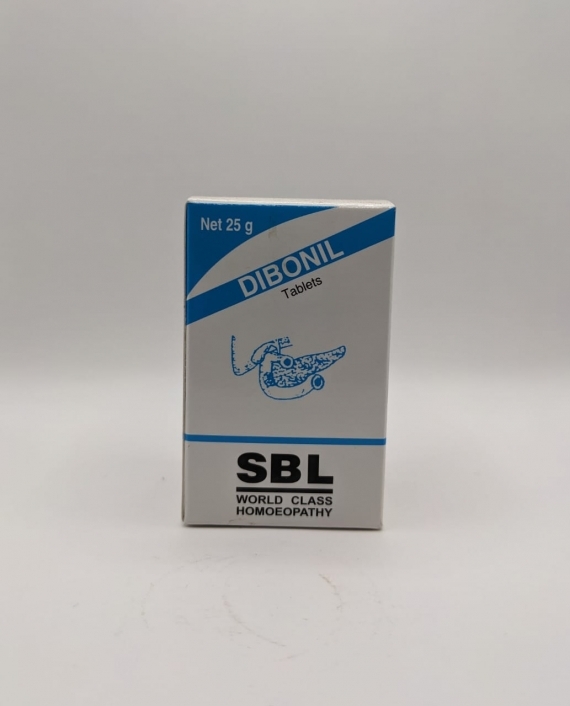 Net 25 g
DIBONIL
Tablets
SBL
WORLD CLASS
HOMOEOPATHY